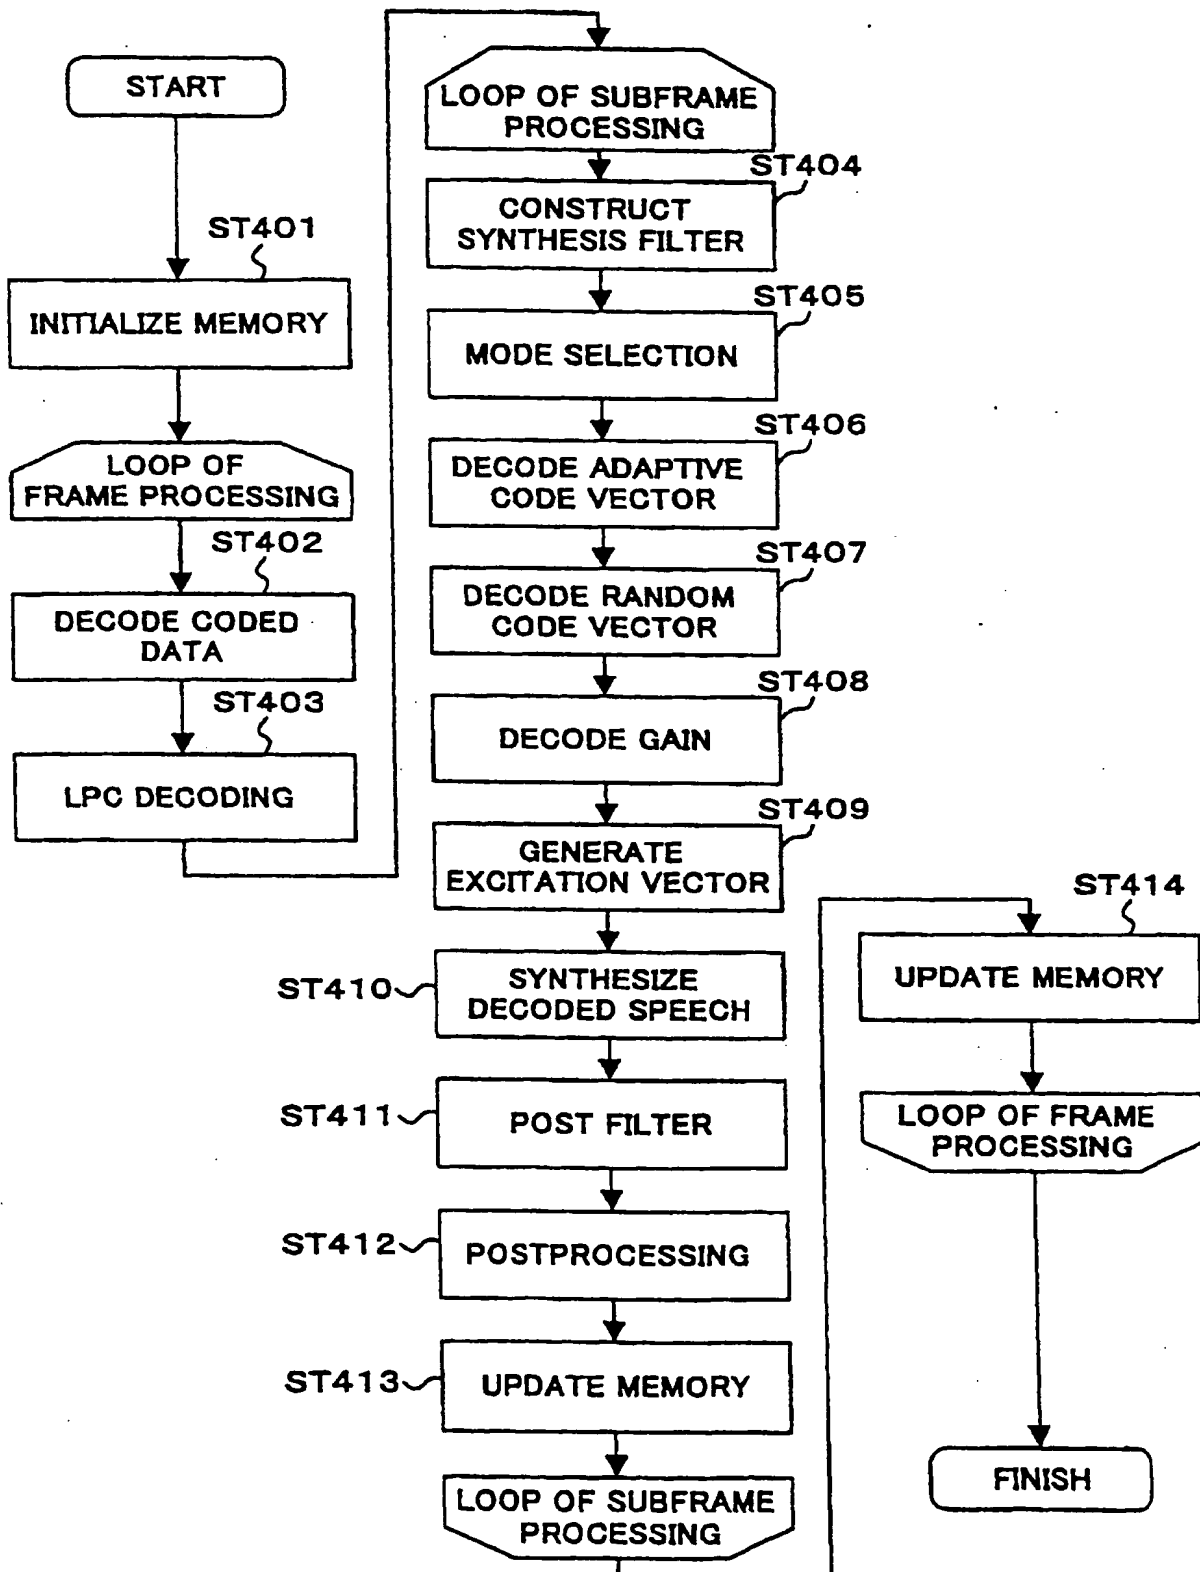 START
ST401
INITIALIZE MEMORY
LOOP OF
FRAME PROCESSING
ST402
DECODE CODED
DATA
ST403
LPC DECODING
LOOP OF SUBFRAME
PROCESSING
ST404
CONSTRUCT
SYNTHESIS FILTER
ST405
MODE SELECTION
ST406
DECODE ADAPTIVE
CODE VECTOR
ST407
DECODE RANDOM
CODE VECTOR
ST408
DECODE GAIN
ST409
GENERATE
EXCITATION VECTOR
ST410
SYNTHESIZE
DECODED SPEECH
ST411
POST FILTER
ST412
POSTPROCESSING
ST413
UPDATE MEMORY
LOOP OF SUBFRAME
PROCESSING
ST414
UPDATE MEMORY
LOOP OF FRAME
PROCESSING
FINISH